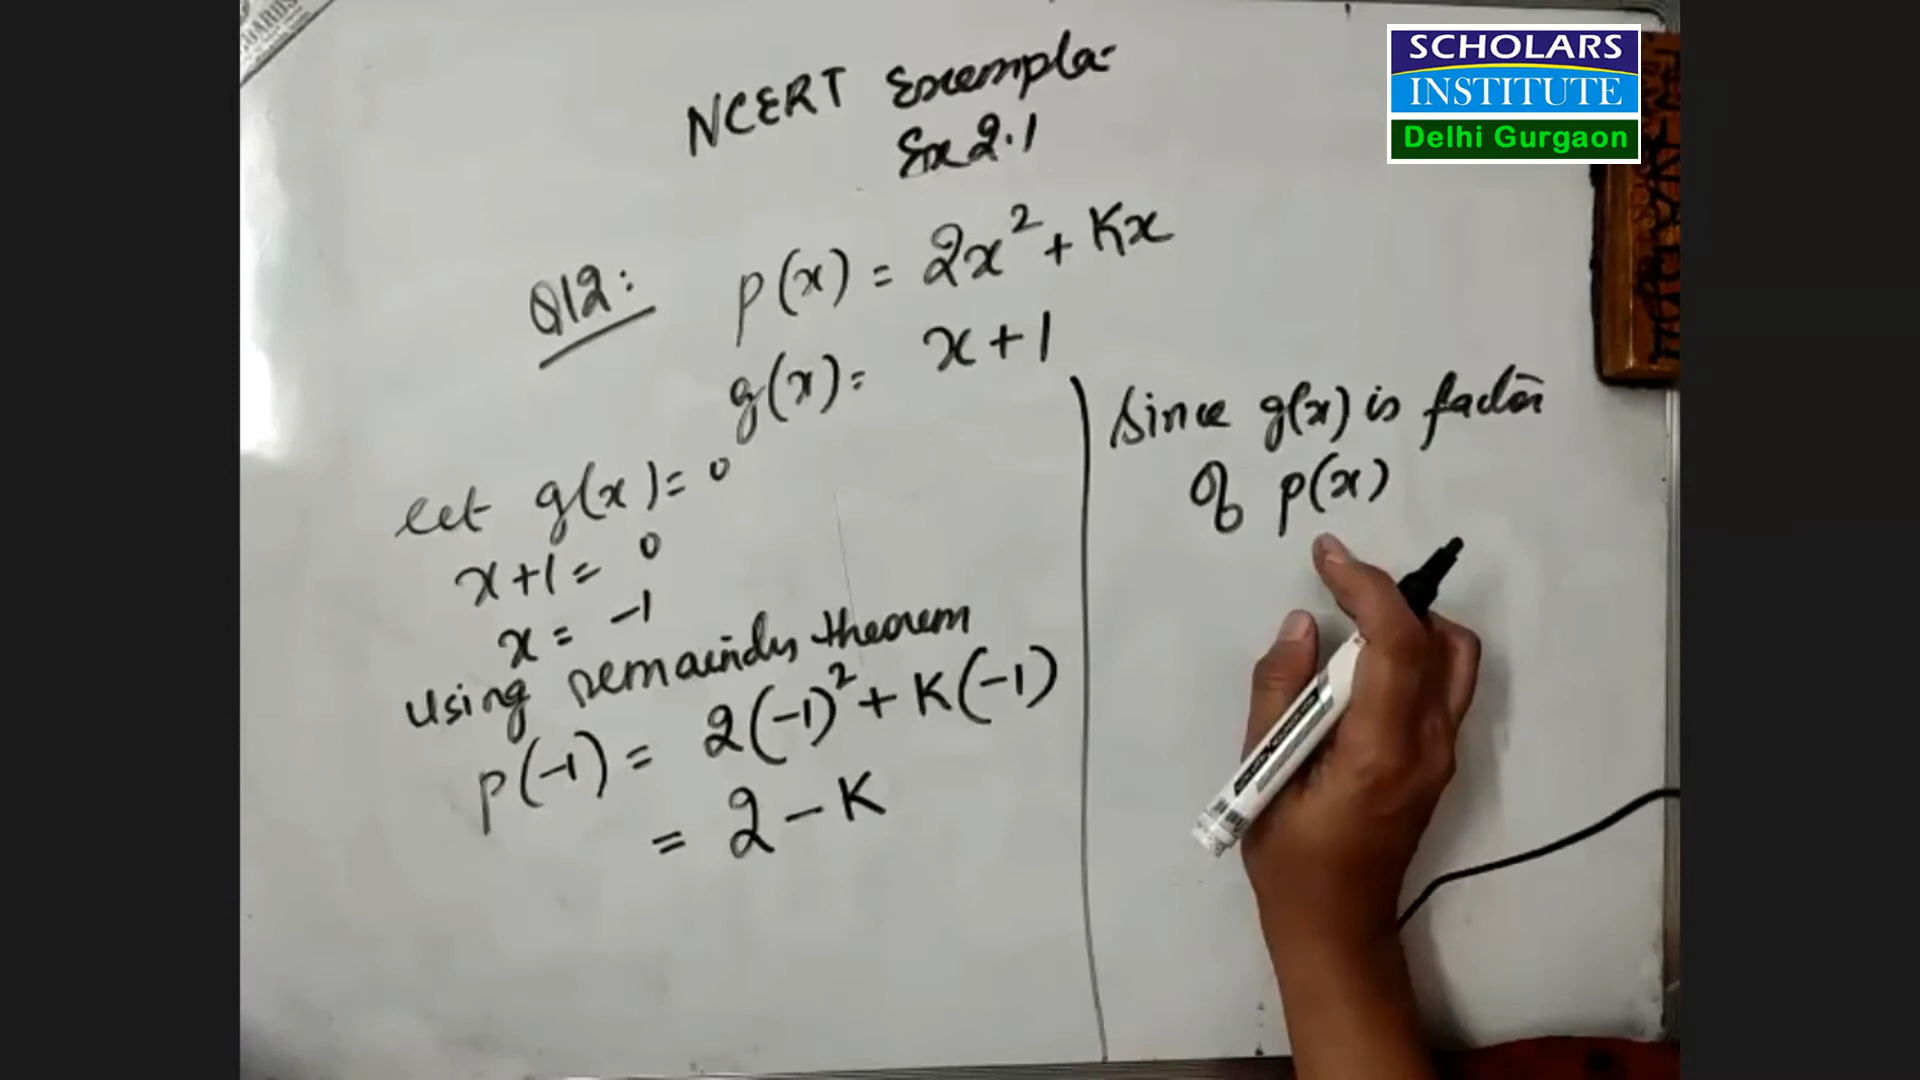 SCHOLARS
INSTITUTE
Delhi Gurgaon
NCERT Exempla
Ex 2.1
Q12: p(x) = 2x² + Kx
g(x) = x + 1
let g(x) = 0
x + 1 = 0
x = -1
using remainder theorem
p(-1) = 2(-1)² + K(-1)
= 2 - K
Since g(x) is factor
of p(x)